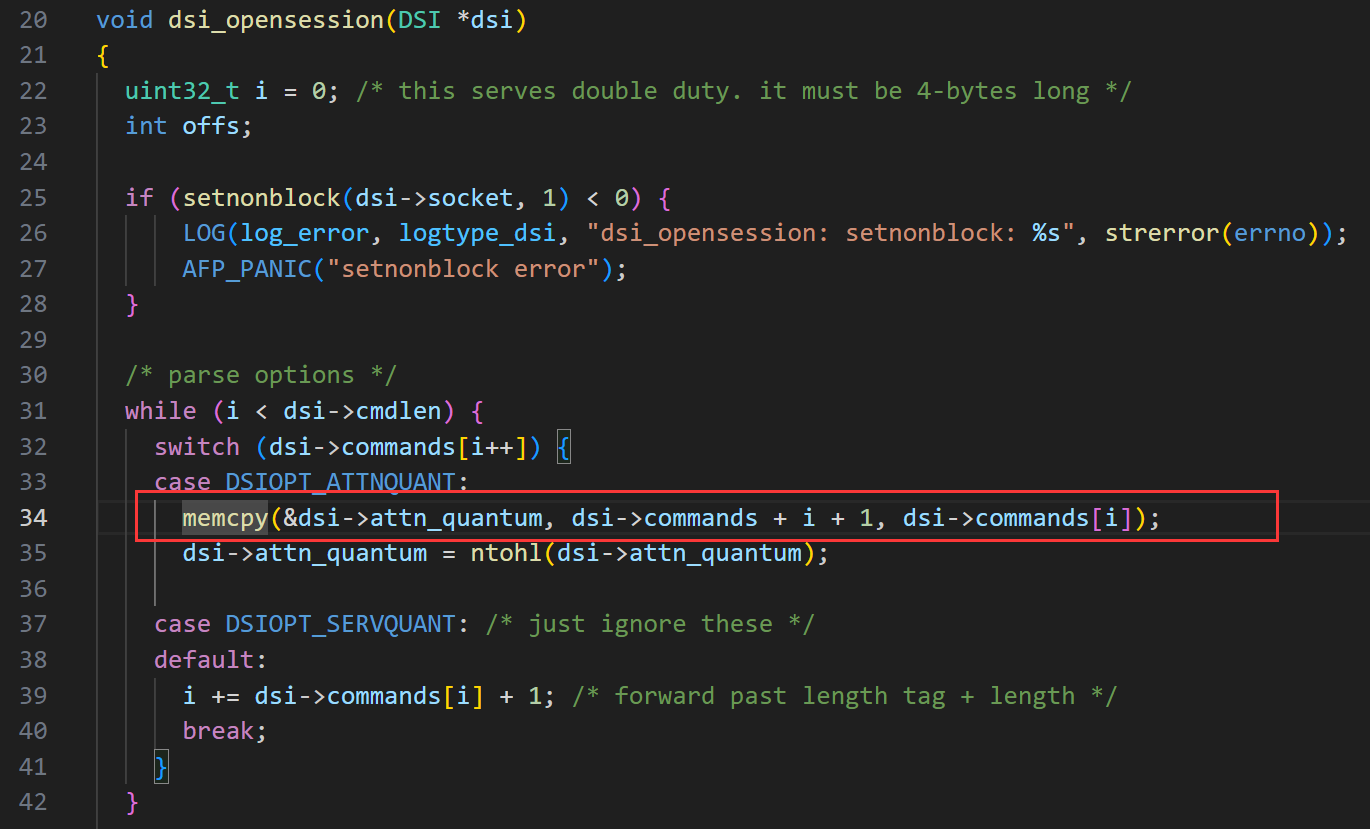 20 void dsi_opensession(DSI *dsi)
21 {
22 uint32_t i = 0; /* this serves double duty. it must be 4-bytes long */
23 int offs;
24
25 if (setnonblock(dsi->socket, 1) < 0) {
26 LOG(log_error, logtype_dsi, "dsi_opensession: setnonblock: %s", strerror(errno));
27 AFP_PANIC("setnonblock error");
28 }
29
30 /* parse options */
31 while (i < dsi->cmdlen) {
32 switch (dsi->commands[i++]) {
33 case DSIOPT_ATTNQUANT:
34 memcpy(&dsi->attn_quantum, dsi->commands + i + 1, dsi->commands[i]);
35 dsi->attn_quantum = ntohl(dsi->attn_quantum);
36
37 case DSIOPT_SERVQUANT: /* just ignore these */
38 default:
39 i += dsi->commands[i] + 1; /* forward past length tag + length */
40 break;
41 }
42 }